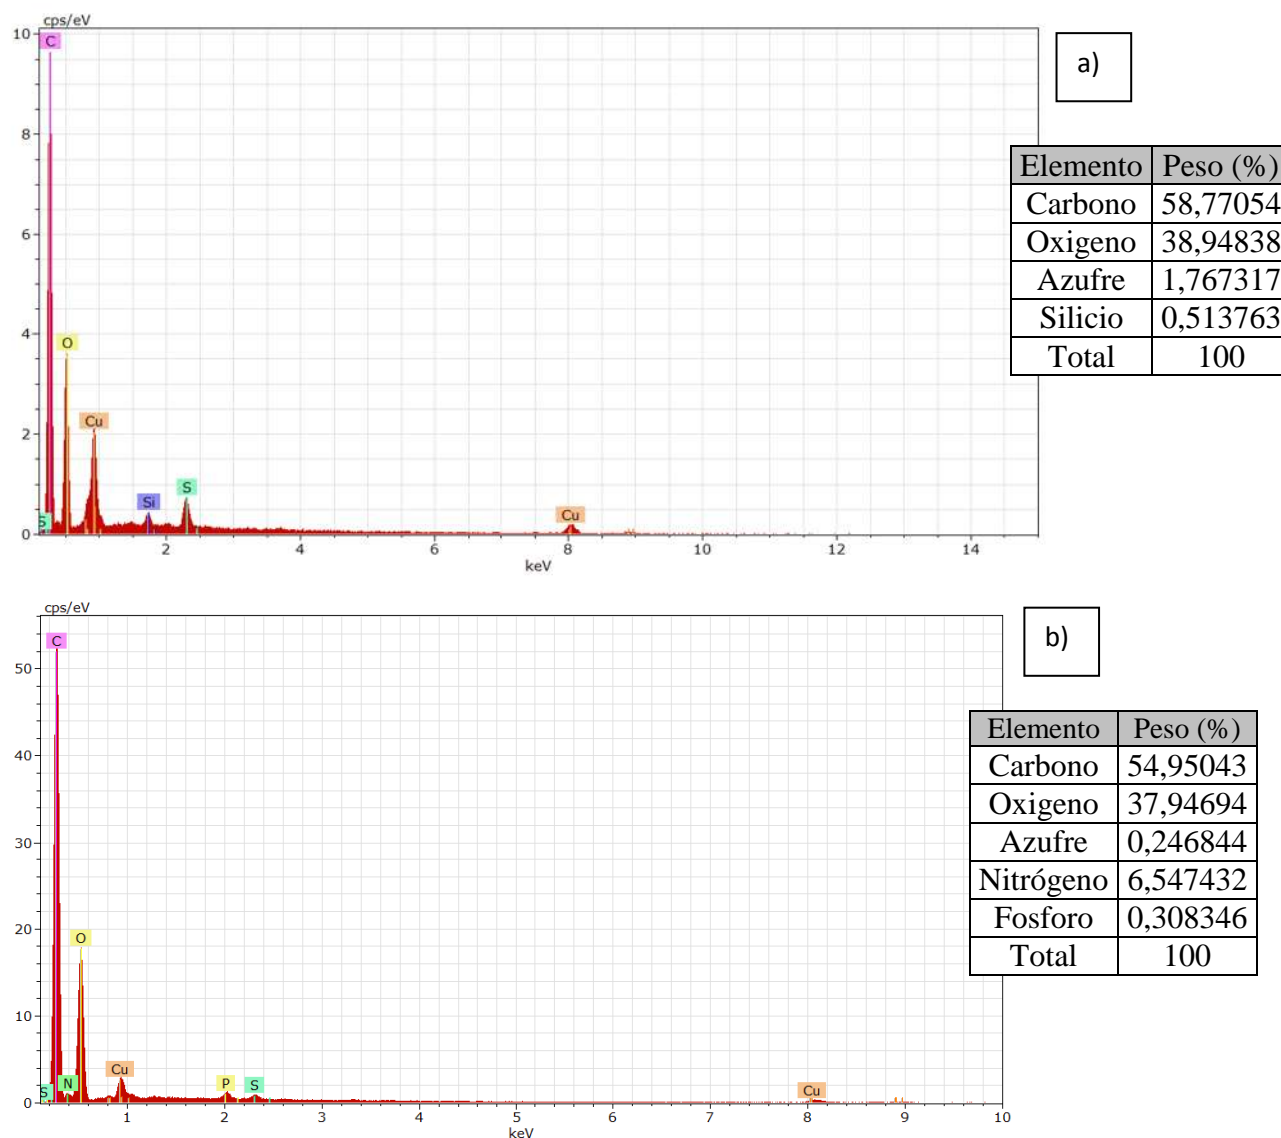 cps/eV
10
8
6
4
2
0
C
O
Cu
Si
S
S
Cu
2 4 6 8 10 12 14
keV
a)
Elemento Peso (%)
Carbono 58,77054
Oxigeno 38,94838
Azufre 1,767317
Silicio 0,513763
Total 100
cps/eV
50
40
30
20
10
0
C
O
S
N
Cu
P
S
Cu
1 2 3 4 5 6 7 8 9 10
keV
b)
Elemento Peso (%)
Carbono 54,95043
Oxigeno 37,94694
Azufre 0,246844
Nitrógeno 6,547432
Fosforo 0,308346
Total 100